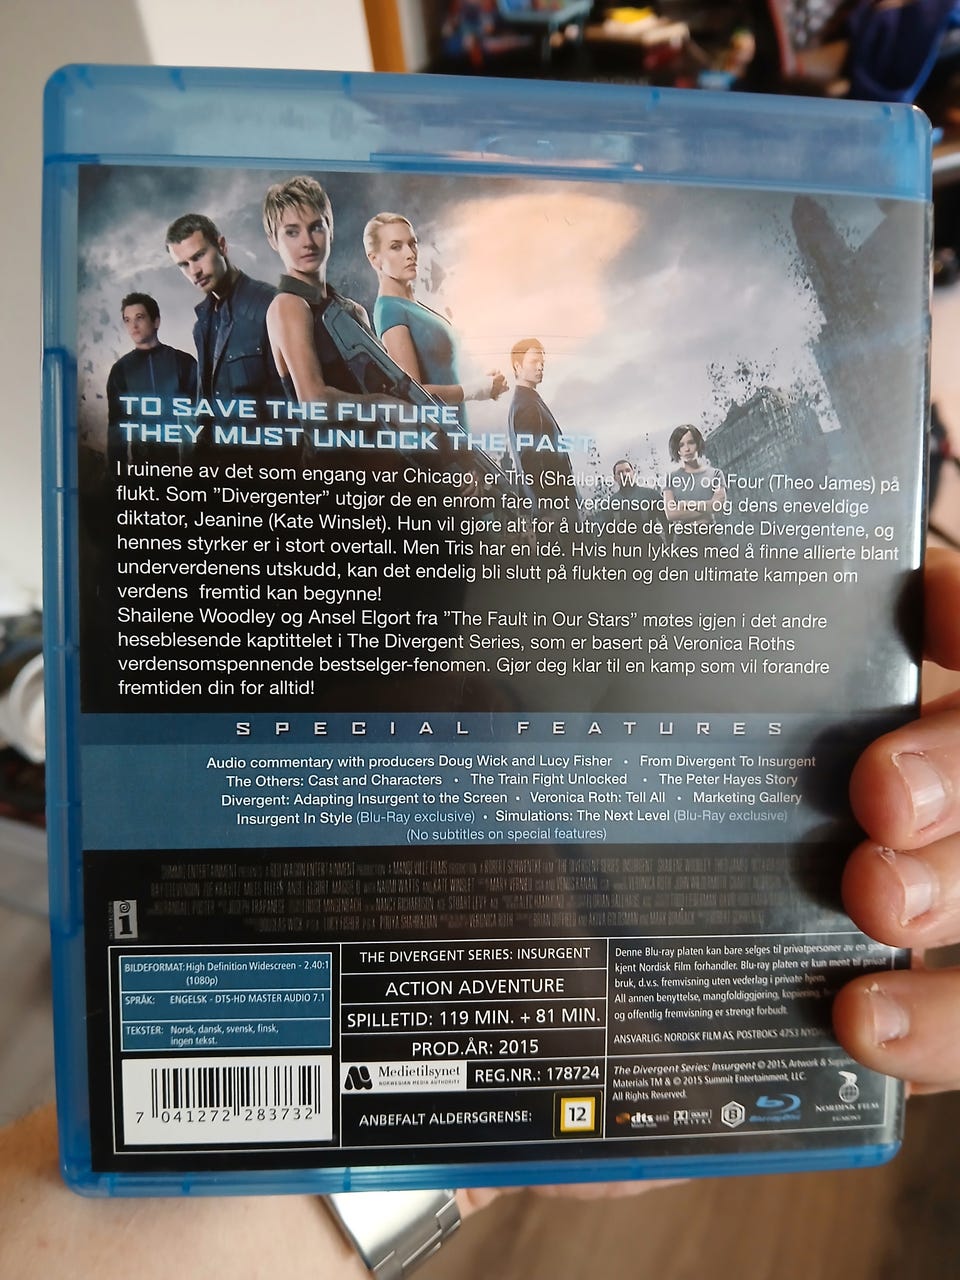 TO SAVE THE FUTURE
THEY MUST UNLOCK THE PAST
I ruinene av det som engang var Chicago, er Tris (Shailene Woodley) og Four (Theo James) på
flukt. Som ”Divergenter” utgjør de en enrom fare mot verdensordenen og dens eneveldige
diktator, Jeanine (Kate Winslet). Hun vil gjøre alt for å utrydde de resterende Divergentene, og
hennes styrker er i stort overtall. Men Tris har en idé. Hvis hun lykkes med å finne allierte blant
underverdenens utskudd, kan det endelig bli slutt på flukten og den ultimate kampen om
verdens fremtid kan begynne!
Shailene Woodley og Ansel Elgort fra ”The Fault in Our Stars” møtes igjen i det andre
heseblesende kaptittelet i The Divergent Series, som er basert på Veronica Roths
verdensomspennende bestselger-fenomen. Gjør deg klar til en kamp som vil forandre
fremtiden din for alltid!
SPECIAL FEATURES
Audio commentary with producers Doug Wick and Lucy Fisher • From Divergent To Insurgent
The Others: Cast and Characters • The Train Fight Unlocked • The Peter Hayes Story
Divergent: Adapting Insurgent to the Screen • Veronica Roth: Tell All • Marketing Gallery
Insurgent In Style (Blu-Ray exclusive) • Simulations: The Next Level (Blu-Ray exclusive)
(No subtitles on special features)
BILDEFORMAT: High Definition Widescreen - 2.40:1
(1080p)
SPRÅK: ENGELSK - DTS-HD MASTER AUDIO 7.1
TEKSTER: Norsk, dansk, svensk, finsk,
ingen tekst.
7 041272 283732
THE DIVERGENT SERIES: INSURGENT
ACTION ADVENTURE
SPILLETID: 119 MIN. + 81 MIN.
PROD.ÅR: 2015
Medietilsynet
NORWEGIAN MEDIA AUTHORITY
REG.NR.: 178724
ANBEFALT ALDERSGRENSE: 12
Denne Blu-ray platen kan bare selges til privatpersoner av en god
kjent Nordisk Film forhandler. Blu-ray platen er kun ment til privat
bruk, d.v.s. fremvisning uten vederlag i private hjem.
All annen benyttelse, mangfoldiggjøring, kopiering,
og offentlig fremvisning er strengt forbudt.
ANSVARLIG: NORDISK FILM AS, POSTBOKS 4753
The Divergent Series: Insurgent © 2015, Artwork &
Materials TM & © 2015 Summit Entertainment, LLC.
All Rights Reserved.
dts-HD
DOLBY
DIGITAL
B
Blu-ray Disc
NORDISK FILM
EGMONT